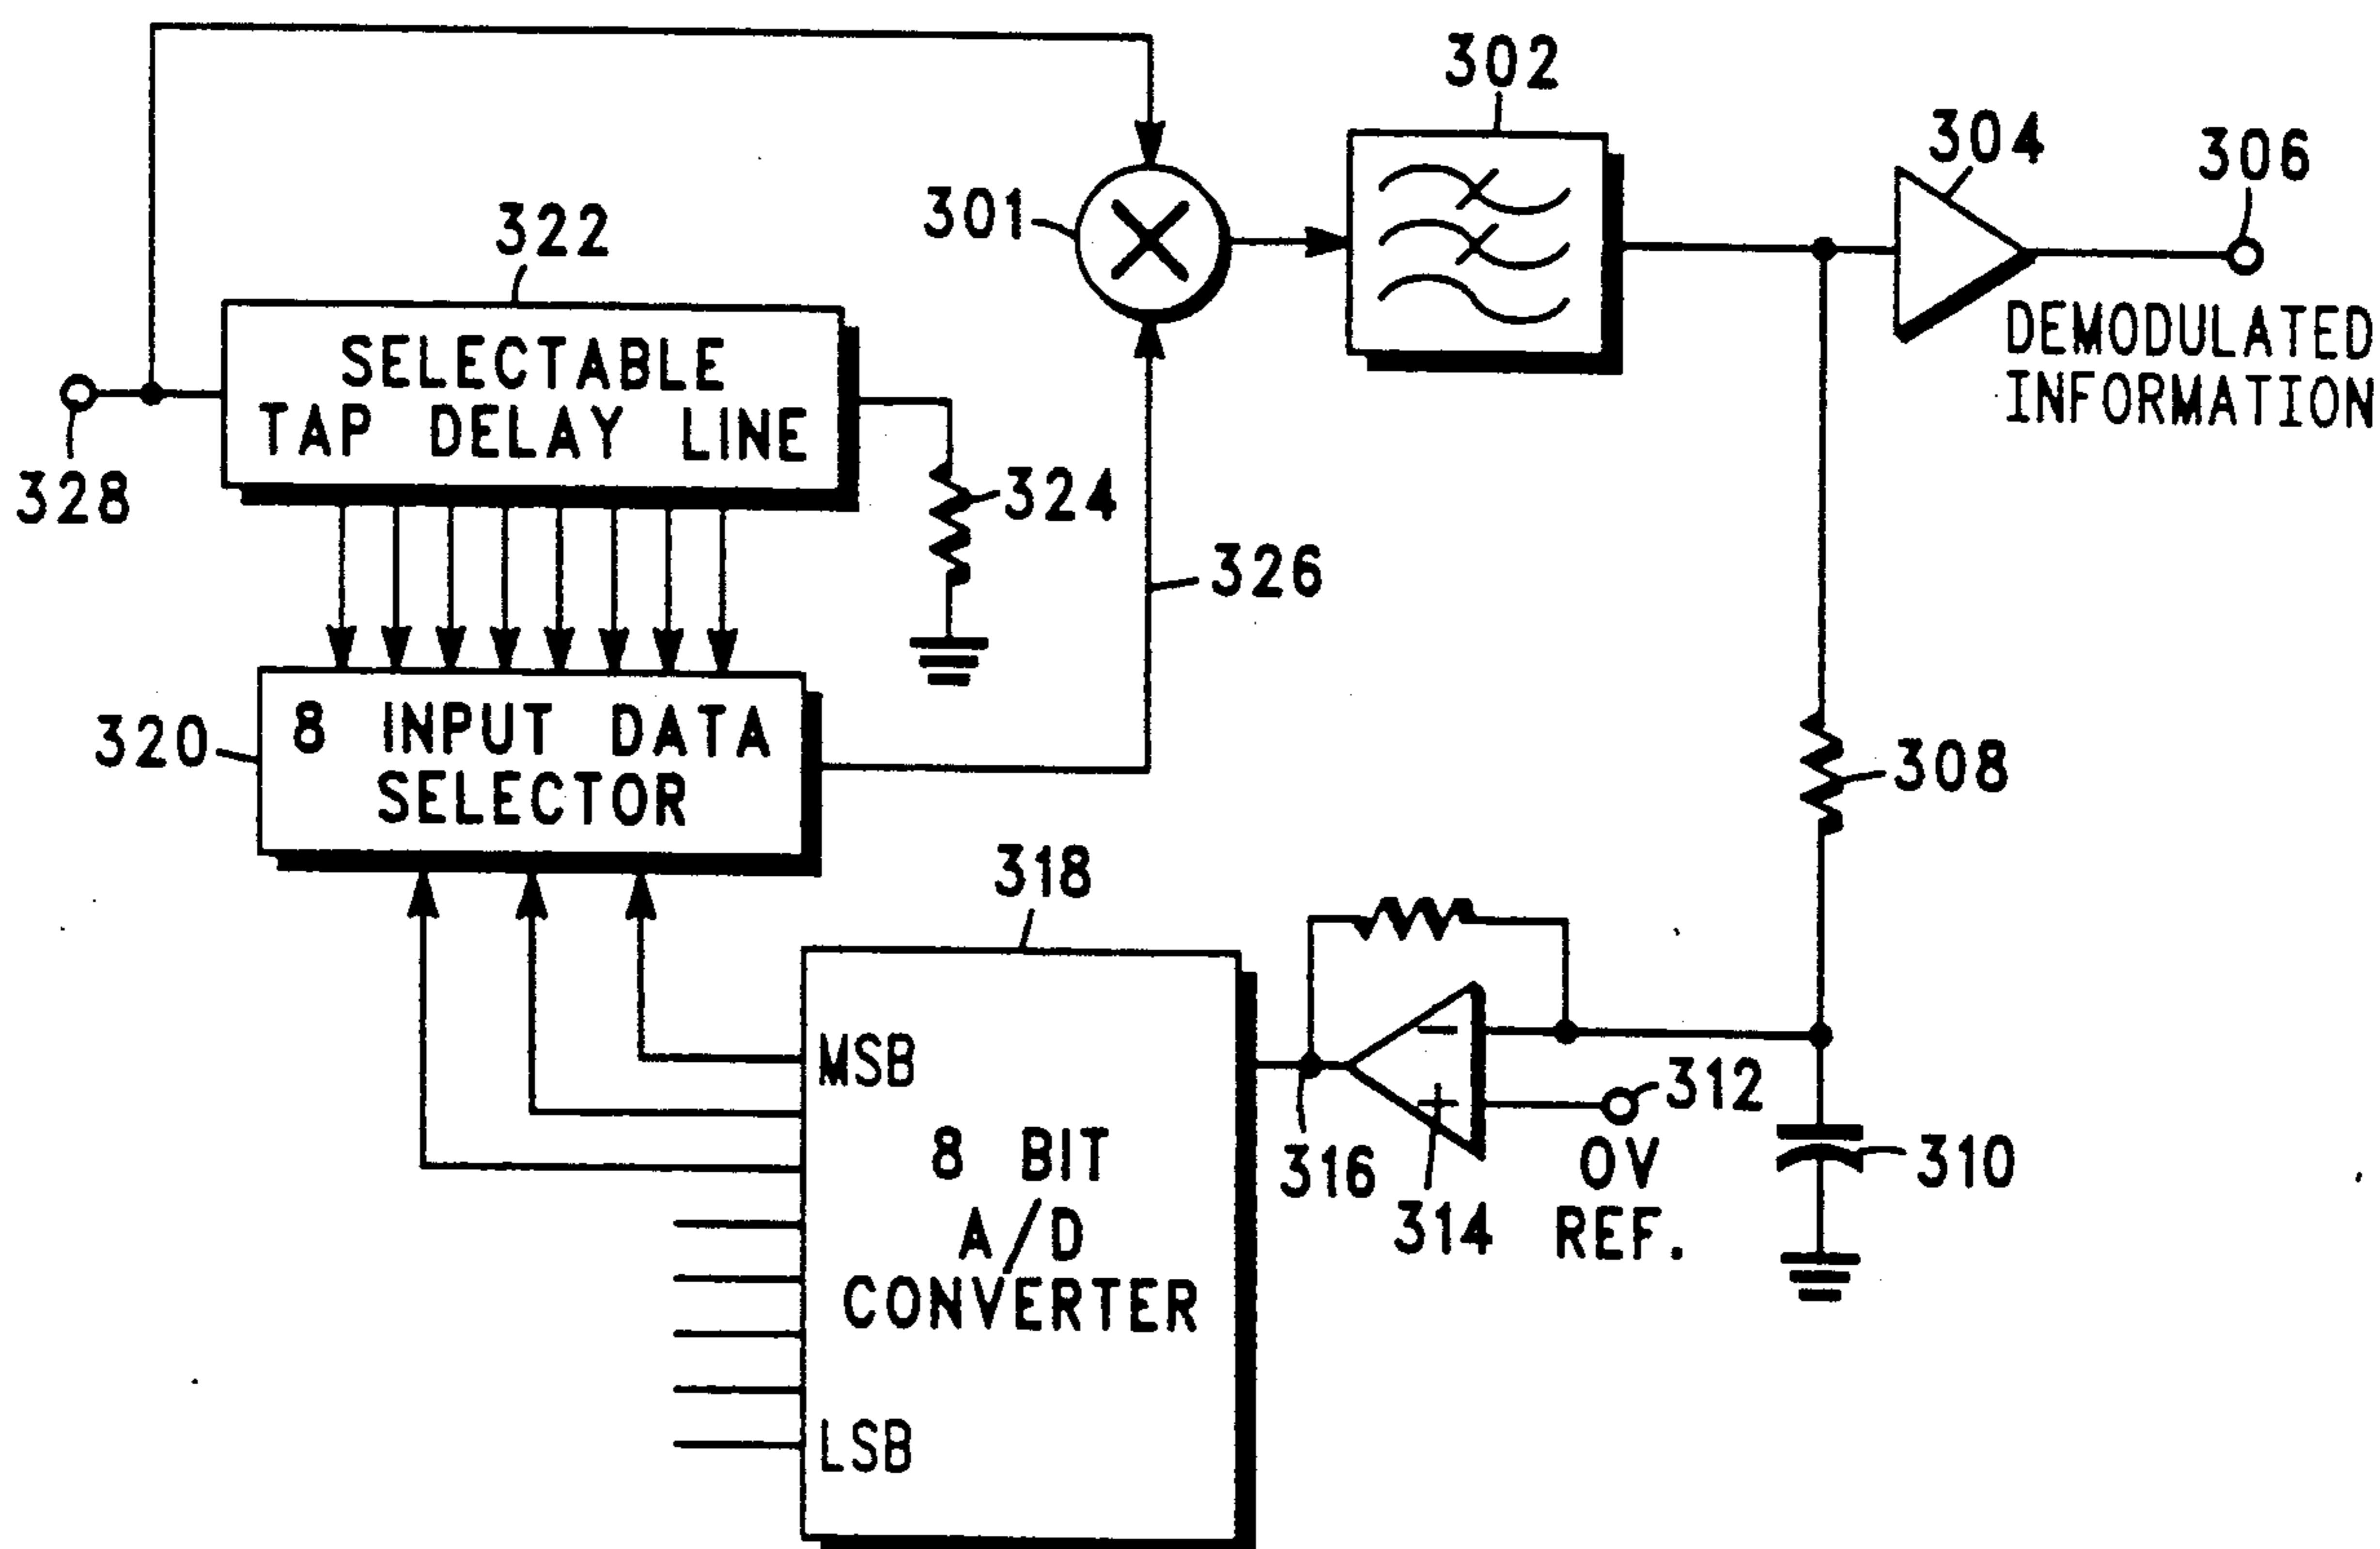 302
304
306
301
322
DEMODULATED
INFORMATION
SELECTABLE
TAP DELAY LINE
328
324
326
320
8 INPUT DATA
SELECTOR
308
318
MSB
312
8 BIT
A/D
CONVERTER
316
314
0V
REF.
310
LSB